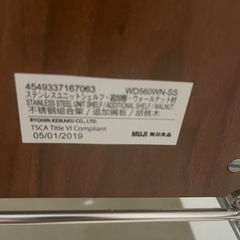 4549337167063 WD560WN-SS
ステンレスユニットシェルフ・追加棚・ウォールナット材
STAINLESS STEEL UNIT SHELF / ADDITIONAL SHELF / WALNUT
不锈钢组合架 / 追加搁板 / 胡桃木
RYOHIN KEIKAKU CO., LTD.
TSCA Title VI Compliant MUJI 無印良品
05/01/2019